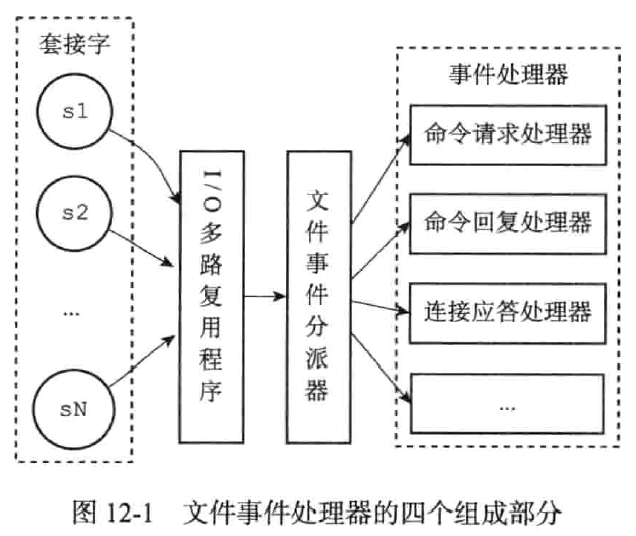 套接字
s1
s2
...
sN
I/O多路复用程序
文件事件分派器
事件处理器
命令请求处理器
命令回复处理器
连接应答处理器
...
图 12-1 文件事件处理器的四个组成部分